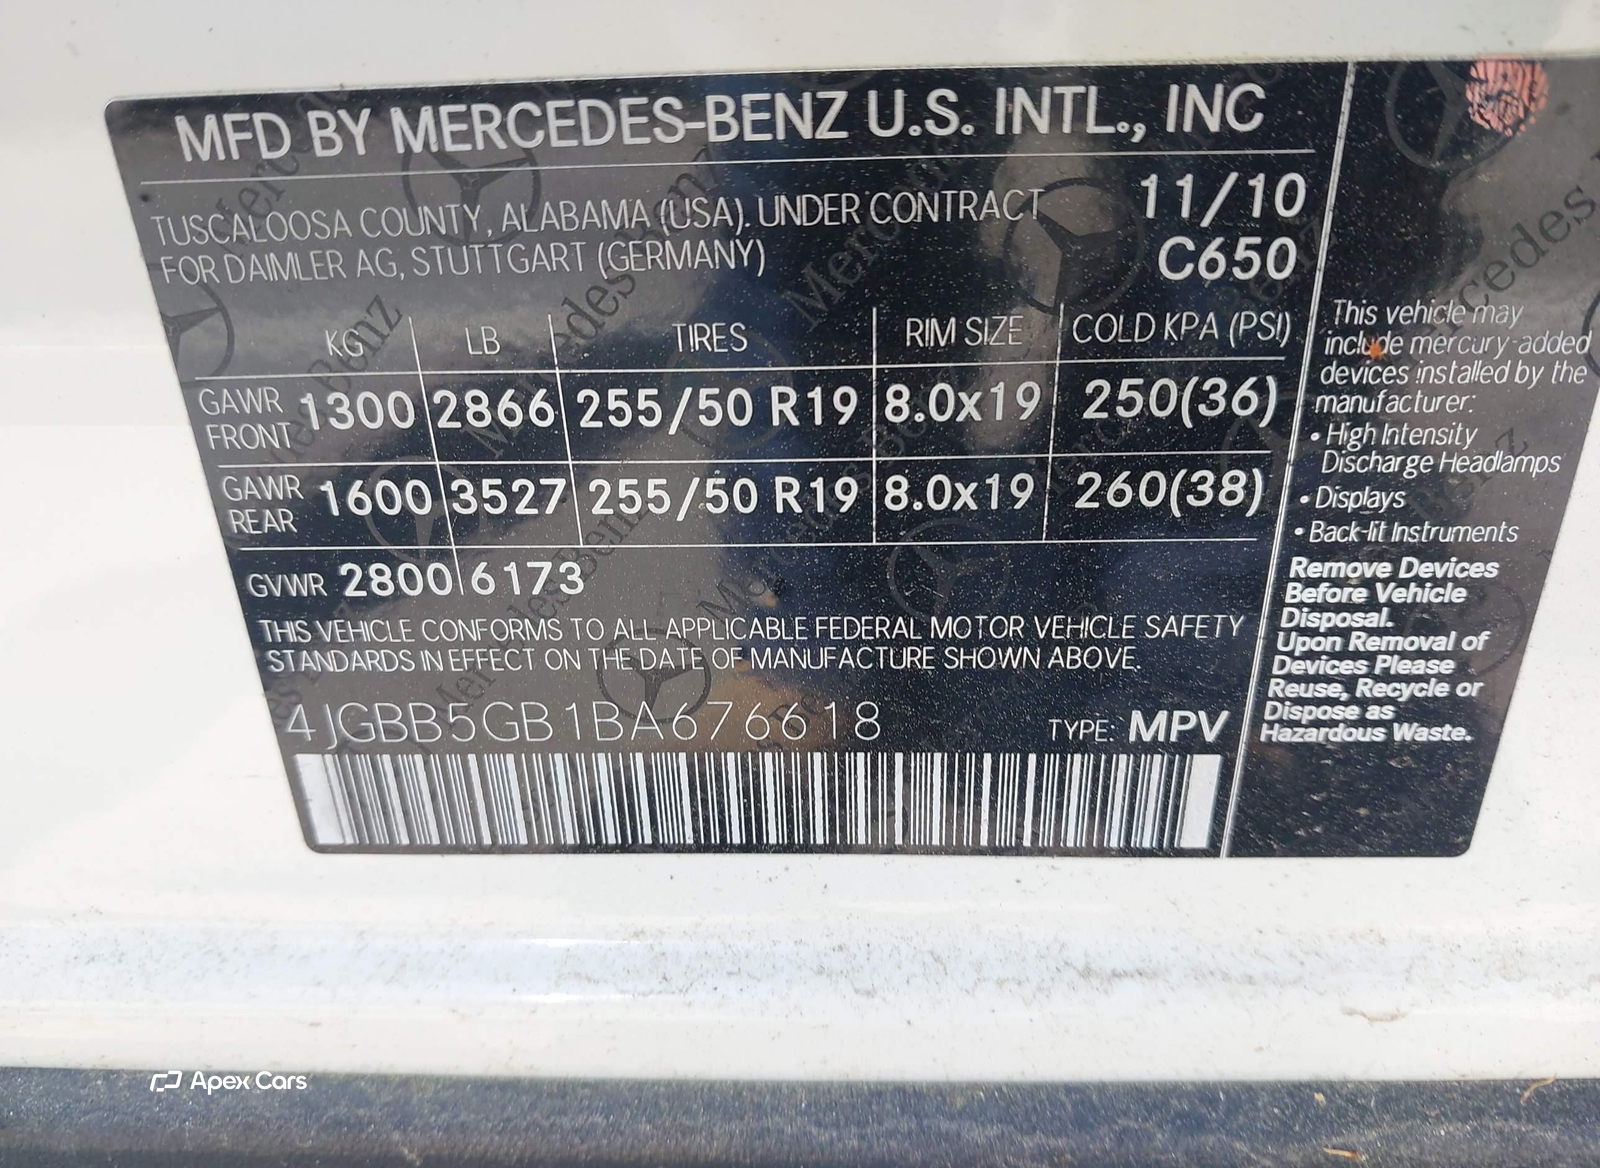 MFD BY MERCEDES-BENZ U.S. INTL., INC
TUSCALOOSA COUNTY, ALABAMA (USA). UNDER CONTRACT 11/10
FOR DAIMLER AG, STUTTGART (GERMANY) C650
KG LB TIRES RIM SIZE COLD KPA (PSI)
GAWR FRONT 1300 2866 255/50 R19 8.0x19 250(36)
GAWR REAR 1600 3527 255/50 R19 8.0x19 260(38)
GVWR 2800 6173
THIS VEHICLE CONFORMS TO ALL APPLICABLE FEDERAL MOTOR VEHICLE SAFETY
STANDARDS IN EFFECT ON THE DATE OF MANUFACTURE SHOWN ABOVE.
4JGBB5GB1BA676618 TYPE: MPV
This vehicle may
include mercury-added
devices installed by the
manufacturer:
• High Intensity
Discharge Headlamps
• Displays
• Back-lit Instruments
Remove Devices
Before Vehicle
Disposal.
Upon Removal of
Devices Please
Reuse, Recycle or
Dispose as
Hazardous Waste.
Apex Cars